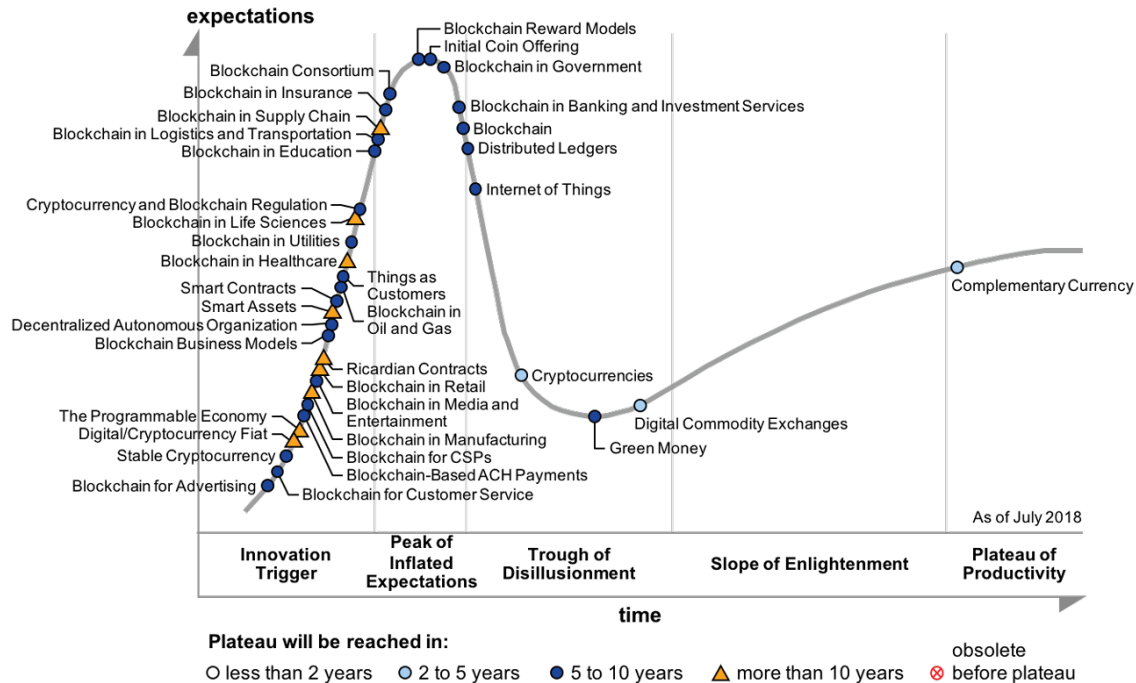 expectations
Blockchain Reward Models
Initial Coin Offering
Blockchain in Government
Blockchain Consortium
Blockchain in Insurance
Blockchain in Supply Chain
Blockchain in Logistics and Transportation
Blockchain in Education
Blockchain in Banking and Investment Services
Blockchain
Distributed Ledgers
Internet of Things
Cryptocurrency and Blockchain Regulation
Blockchain in Life Sciences
Blockchain in Utilities
Blockchain in Healthcare
Things as
Customers
Smart Contracts
Smart Assets
Blockchain in
Oil and Gas
Decentralized Autonomous Organization
Blockchain Business Models
Complementary Currency
Ricardian Contracts
Blockchain in Retail
Blockchain in Media and
Entertainment
Blockchain in Manufacturing
Blockchain for CSPs
Blockchain-Based ACH Payments
Blockchain for Customer Service
The Programmable Economy
Digital/Cryptocurrency Fiat
Stable Cryptocurrency
Blockchain for Advertising
Cryptocurrencies
Digital Commodity Exchanges
Green Money
As of July 2018
Innovation
Trigger
Peak of
Inflated
Expectations
Trough of
Disillusionment
Slope of Enlightenment
Plateau of
Productivity
time
Plateau will be reached in:
less than 2 years
2 to 5 years
5 to 10 years
more than 10 years
obsolete
before plateau